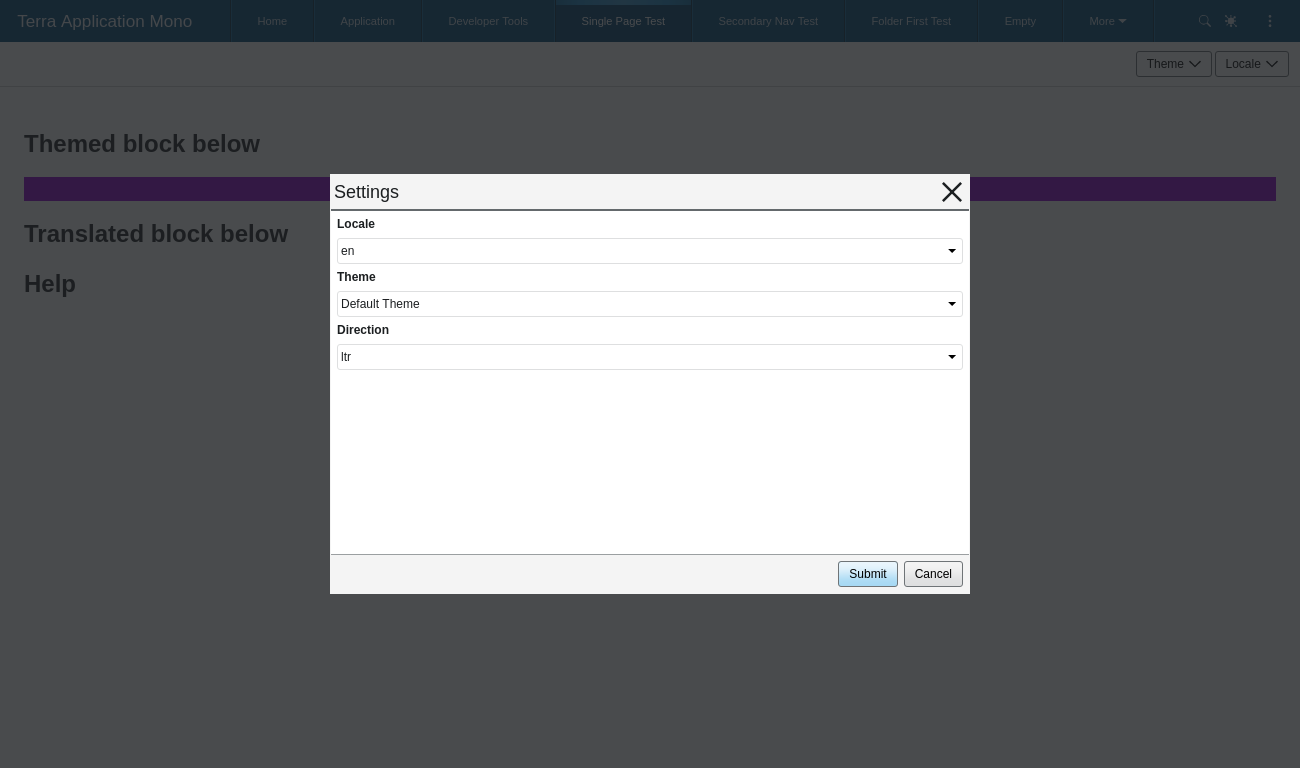 Terra Application Mono Home Application Developer Tools Single Page Test Secondary Nav Test Folder First Test Empty More
Theme Locale
Themed block below
Translated block below
Help
Settings
Locale
en
Theme
Default Theme
Direction
ltr
Submit Cancel